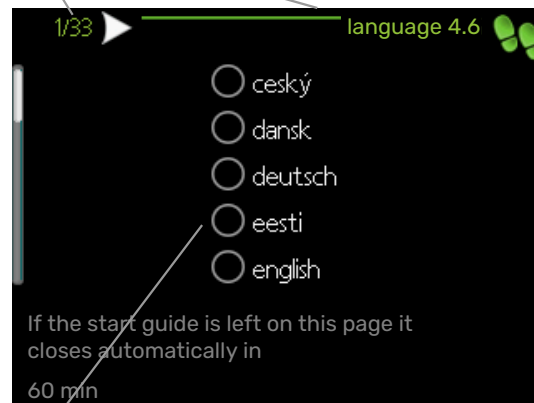 1/33
language 4.6
ceský
dansk
deutsch
eesti
english
If the start guide is left on this page it
closes automatically in
60 min